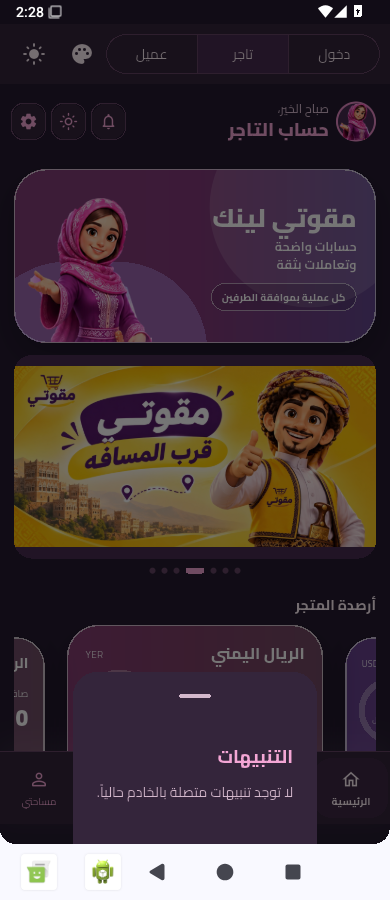 2:28
دخول
تاجر
عميل
صباح الخير،
حساب التاجر
مقوتي لينك
حسابات واضحة
وتعاملات بثقة
كل عملية بموافقة الطرفين
مقوتي
مقوتي
قرب المسافه
مقوتي
أرصدة المتجر
الريال اليمني
YER
USD
0
التنبيهات
لا توجد تنبيهات متصلة بالخادم حالياً.
الرئيسية
مساحتي